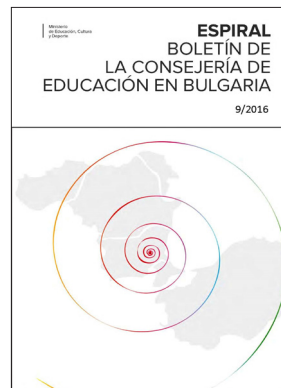 Ministerio
de Educación, Cultura
y Deporte
ESPIRAL
BOLETÍN DE
LA CONSEJERÍA DE
EDUCACIÓN EN BULGARIA
9/2016